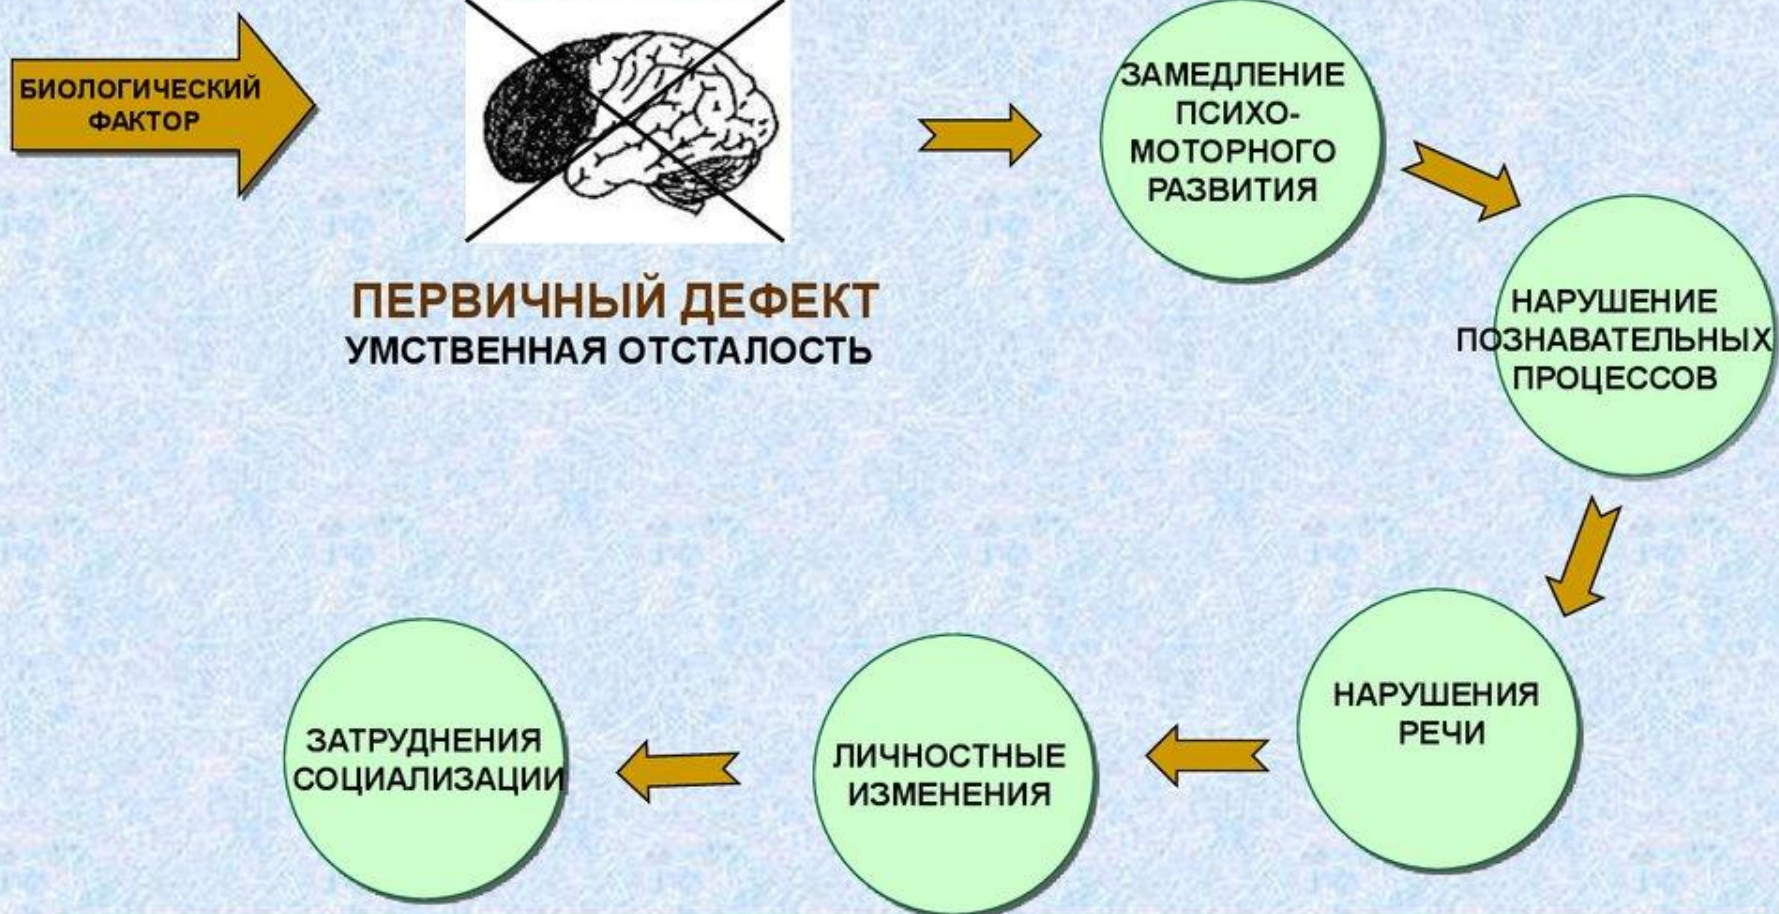 БИОЛОГИЧЕСКИЙ
ФАКТОР
ПЕРВИЧНЫЙ ДЕФЕКТ
УМСТВЕННАЯ ОТСТАЛОСТЬ
ЗАМЕДЛЕНИЕ
ПСИХО-
МОТОРНОГО
РАЗВИТИЯ
НАРУШЕНИЕ
ПОЗНАВАТЕЛЬНЫХ
ПРОЦЕССОВ
НАРУШЕНИЯ
РЕЧИ
ЛИЧНОСТНЫЕ
ИЗМЕНЕНИЯ
ЗАТРУДНЕНИЯ
СОЦИАЛИЗАЦИИ